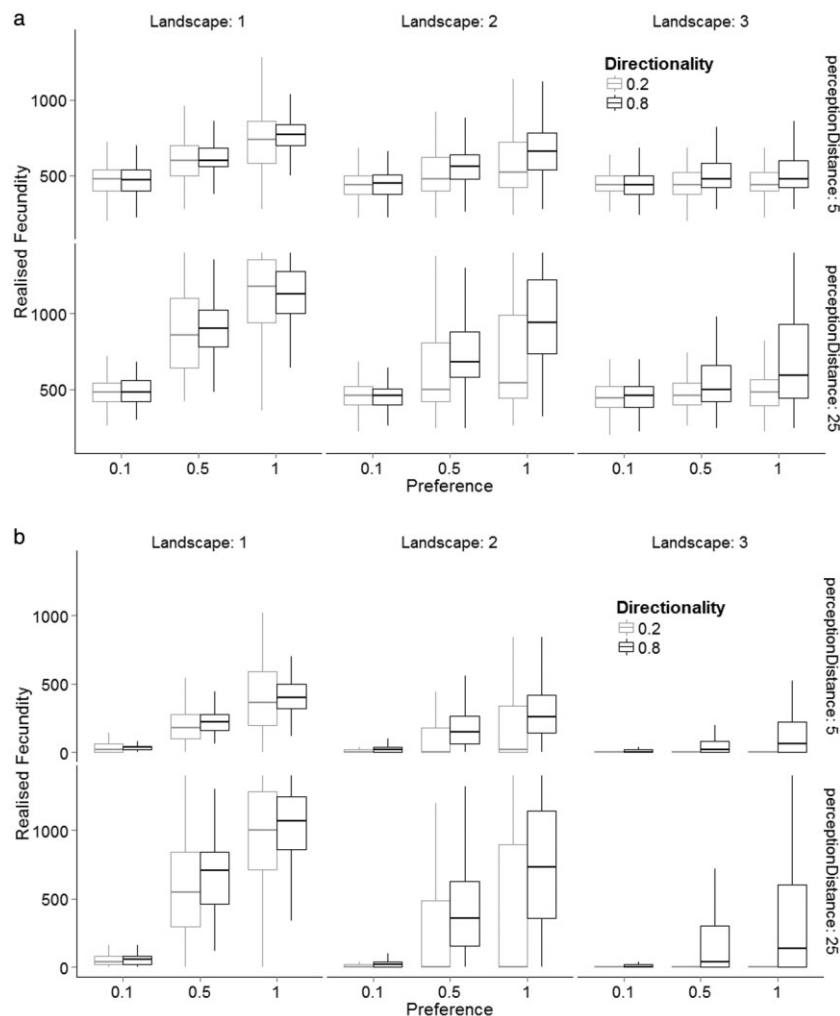 a
Landscape: 1
Landscape: 2
Landscape: 3
Directionality
0.2
0.8
1000
500
perceptionDistance: 5
Realised Fecundity
1000
500
perceptionDistance: 25
0.1
0.5
1
0.1
0.5
1
0.1
0.5
1
Preference
b
Landscape: 1
Landscape: 2
Landscape: 3
Directionality
0.2
0.8
1000
500
0
perceptionDistance: 5
Realised Fecundity
1000
500
0
perceptionDistance: 25
0.1
0.5
1
0.1
0.5
1
0.1
0.5
1
Preference